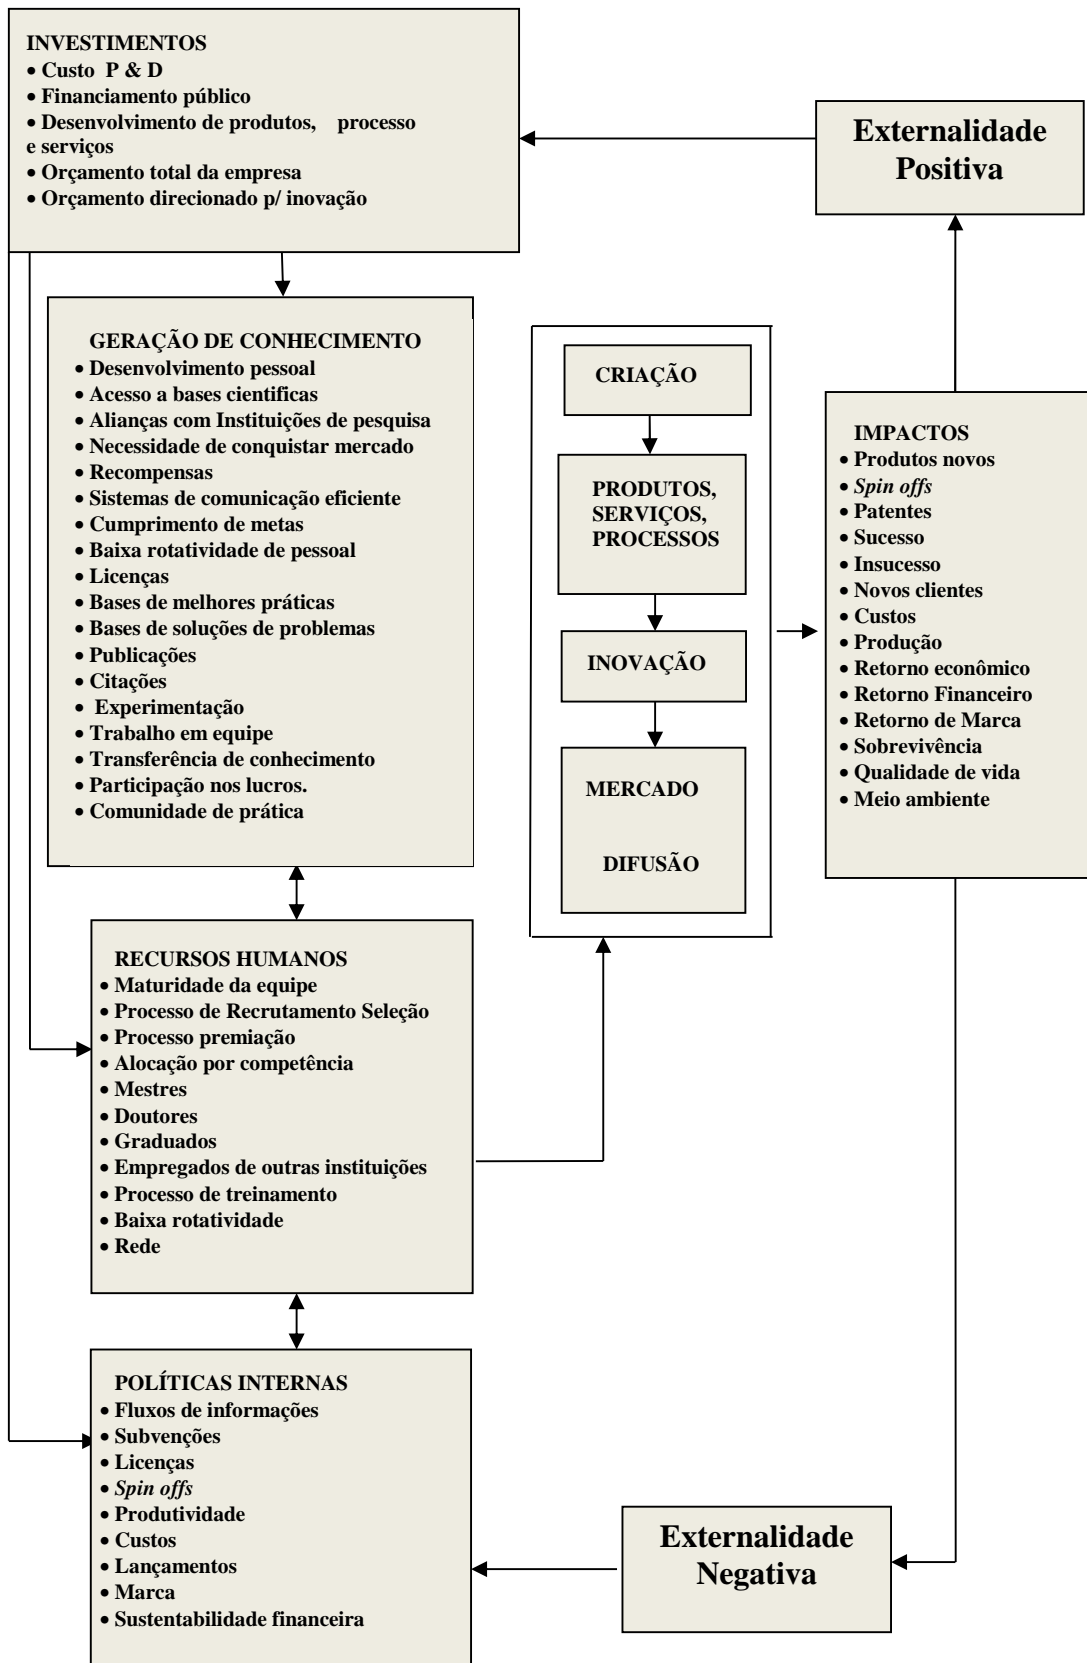 INVESTIMENTOS
• Custo P & D
• Financiamento público
• Desenvolvimento de produtos, processo
e serviços
• Orçamento total da empresa
• Orçamento direcionado p/ inovação
Externalidade
Positiva
GERAÇÃO DE CONHECIMENTO
• Desenvolvimento pessoal
• Acesso a bases cientificas
• Alianças com Instituições de pesquisa
• Necessidade de conquistar mercado
• Recompensas
• Sistemas de comunicação eficiente
• Cumprimento de metas
• Baixa rotatividade de pessoal
• Licenças
• Bases de melhores práticas
• Bases de soluções de problemas
• Publicações
• Citações
• Experimentação
• Trabalho em equipe
• Transferência de conhecimento
• Participação nos lucros.
• Comunidade de prática
CRIAÇÃO
PRODUTOS,
SERVIÇOS,
PROCESSOS
INOVAÇÃO
MERCADO
DIFUSÃO
IMPACTOS
• Produtos novos
• Spin offs
• Patentes
• Sucesso
• Insucesso
• Novos clientes
• Custos
• Produção
• Retorno econômico
• Retorno Financeiro
• Retorno de Marca
• Sobrevivência
• Qualidade de vida
• Meio ambiente
RECURSOS HUMANOS
• Maturidade da equipe
• Processo de Recrutamento Seleção
• Processo premiação
• Alocação por competência
• Mestres
• Doutores
• Graduados
• Empregados de outras instituições
• Processo de treinamento
• Baixa rotatividade
• Rede
POLÍTICAS INTERNAS
• Fluxos de informações
• Subvenções
• Licenças
• Spin offs
• Produtividade
• Custos
• Lançamentos
• Marca
• Sustentabilidade financeira
Externalidade
Negativa